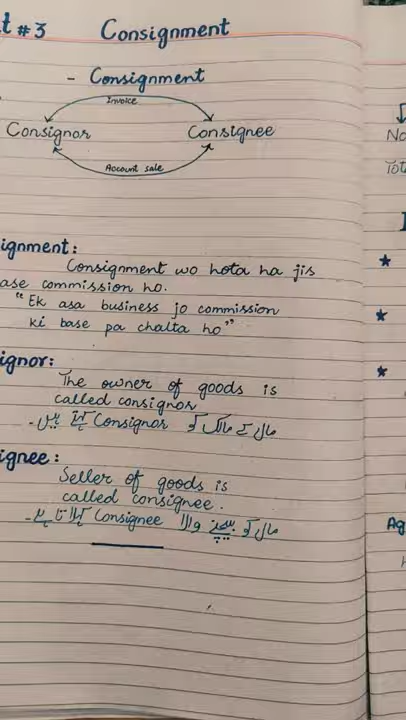 t #3 Consignment
- Consignment
Invoice
Consignor Consignee
Account sale
ignment:
Consignment wo hota ha jis
ase commission ho.
"Ek asa business jo commission
ki base pa chalta ho"
ignor:
The owner of goods is
called consignor
مال کے مالک کو Consignor کہتے ہیں۔
ignee:
Seller of goods is
called consignee.
مال کو بیچنے والا Consignee کہلاتا ہے۔
No
Tot
★
★
★
Ag